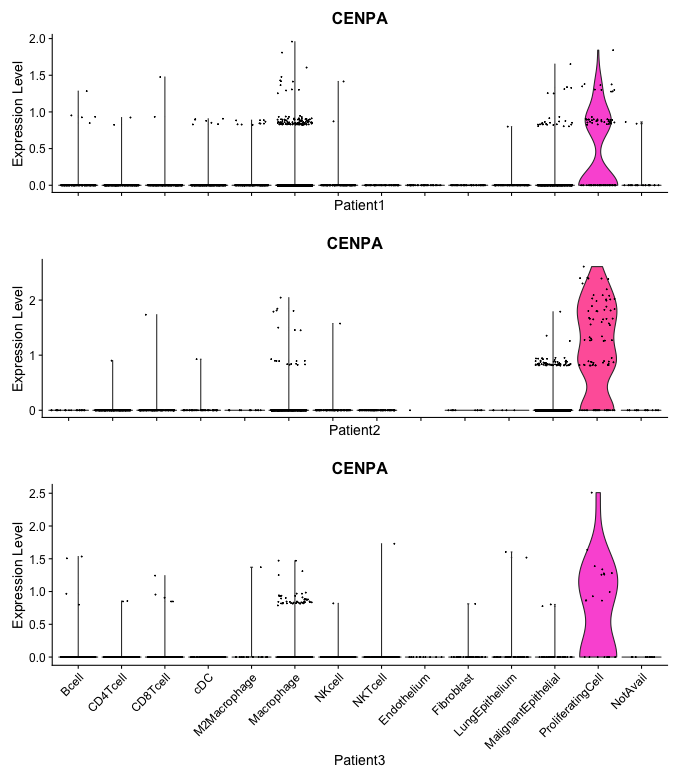 CENPA
Expression Level
2.0
1.5
1.0
0.5
0.0
Patient1
CENPA
Expression Level
2
1
0
Patient2
CENPA
Expression Level
2.5
2.0
1.5
1.0
0.5
0.0
Bcell
CD4Tcell
CD8Tcell
cDC
M2Macrophage
Macrophage
NKcell
NKTcell
Endothelium
Fibroblast
LungEpithelium
MalignantEpithelial
ProliferatingCell
NotAvail
Patient3